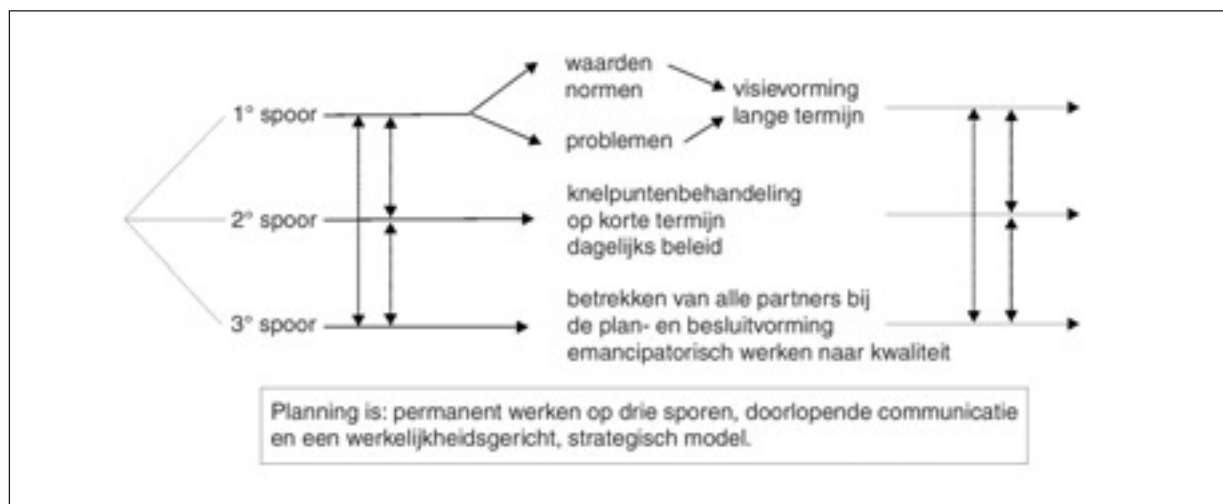 1° spoor
waarden
normen
problemen
visievorming
lange termijn
2° spoor
knelpuntenbehandeling
op korte termijn
dagelijks beleid
3° spoor
betrekken van alle partners bij
de plan- en besluitvorming
emancipatorisch werken naar kwaliteit
Planning is: permanent werken op drie sporen, doorlopende communicatie
en een werkelijkheidsgericht, strategisch model.